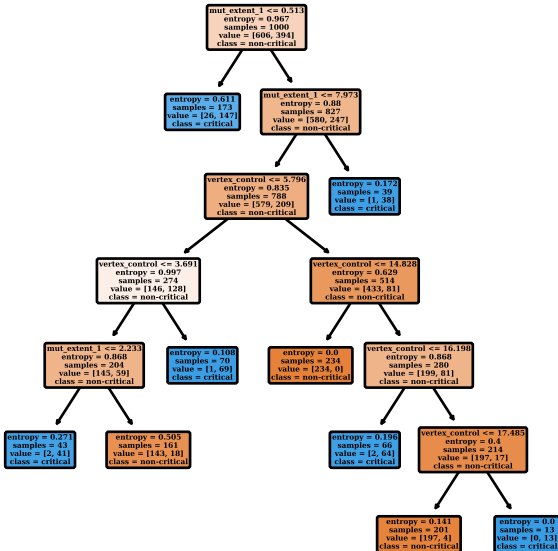 mut_extent_1 <= 0.513
entropy = 0.967
samples = 1000
value = [606, 394]
class = non-critical
entropy = 0.611
samples = 173
value = [26, 147]
class = critical
mut_extent_1 <= 7.973
entropy = 0.88
samples = 827
value = [580, 247]
class = non-critical
vertex_control <= 5.796
entropy = 0.835
samples = 788
value = [579, 209]
class = non-critical
entropy = 0.172
samples = 39
value = [1, 38]
class = critical
vertex_control <= 3.691
entropy = 0.997
samples = 274
value = [146, 128]
class = non-critical
vertex_control <= 14.828
entropy = 0.629
samples = 514
value = [433, 81]
class = non-critical
mut_extent_1 <= 2.233
entropy = 0.868
samples = 204
value = [145, 59]
class = non-critical
entropy = 0.108
samples = 70
value = [1, 69]
class = critical
entropy = 0.0
samples = 234
value = [234, 0]
class = non-critical
vertex_control <= 16.198
entropy = 0.868
samples = 280
value = [199, 81]
class = non-critical
entropy = 0.271
samples = 43
value = [2, 41]
class = critical
entropy = 0.505
samples = 161
value = [143, 18]
class = non-critical
entropy = 0.196
samples = 66
value = [2, 64]
class = critical
vertex_control <= 17.485
entropy = 0.4
samples = 214
value = [197, 17]
class = non-critical
entropy = 0.141
samples = 201
value = [197, 4]
class = non-critical
entropy = 0.0
samples = 13
value = [0, 13]
class = critical